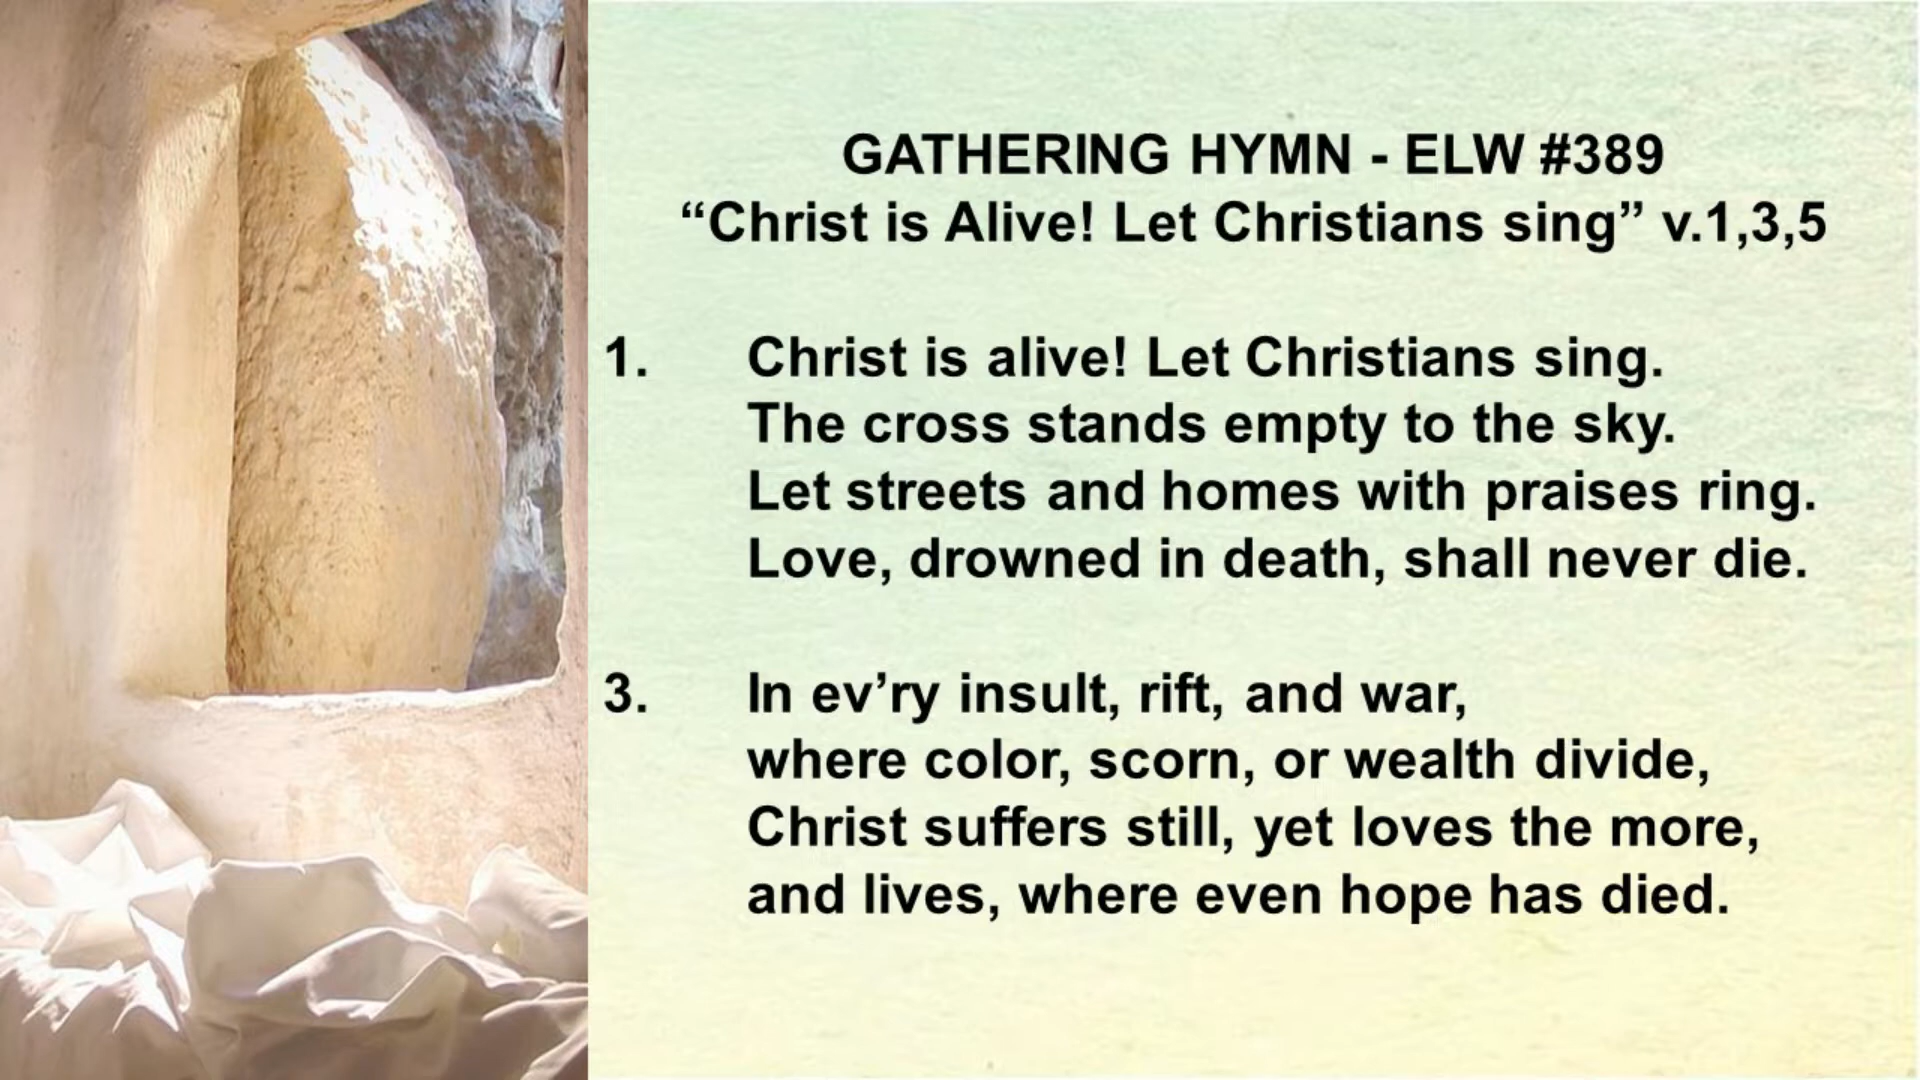 GATHERING HYMN - ELW #389
“Christ is Alive! Let Christians sing” v.1,3,5
1. Christ is alive! Let Christians sing.
The cross stands empty to the sky.
Let streets and homes with praises ring.
Love, drowned in death, shall never die.
3. In ev’ry insult, rift, and war,
where color, scorn, or wealth divide,
Christ suffers still, yet loves the more,
and lives, where even hope has died.